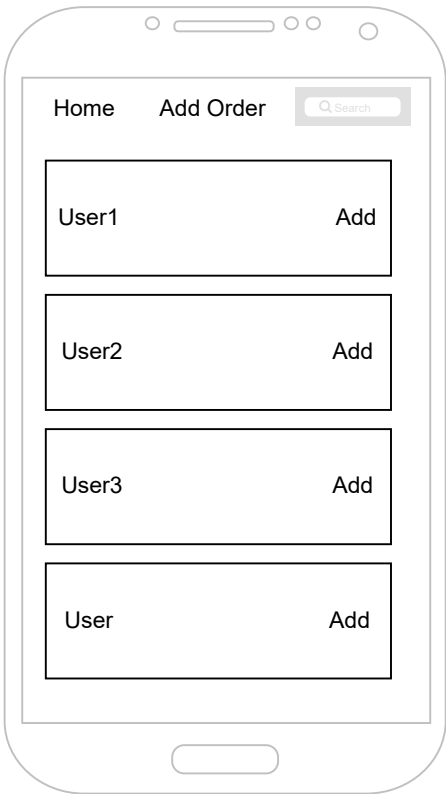 Home Add Order Search
User1 Add
User2 Add
User3 Add
User Add